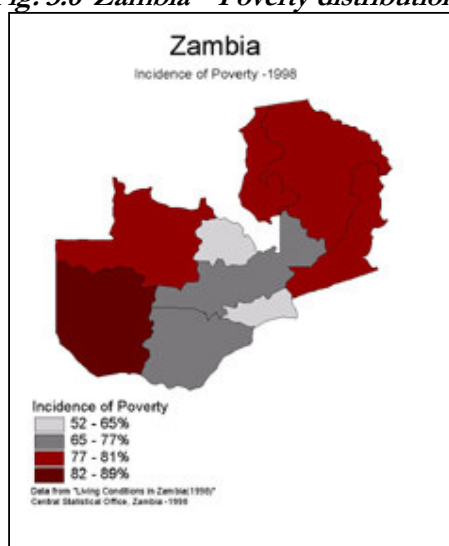 Fig. 3.6 Zambia – Poverty distribution
Zambia
Incidence of Poverty -1998
Incidence of Poverty
52 - 65%
65 - 77%
77 - 81%
82 - 89%
Data from "Living Conditions in Zambia(1998)"
Central Statistical Office, Zambia -1998